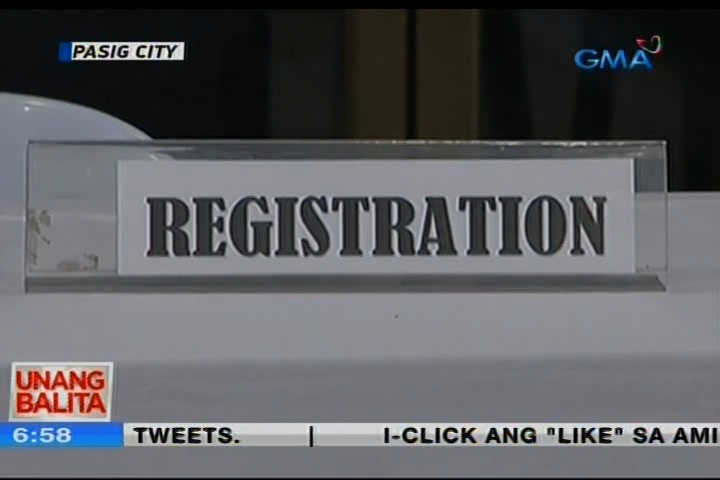 PASIG CITY
GMA
REGISTRATION
UNANG
BALITA
6:58
TWEETS. | I-CLICK ANG "LIKE" SA AMI